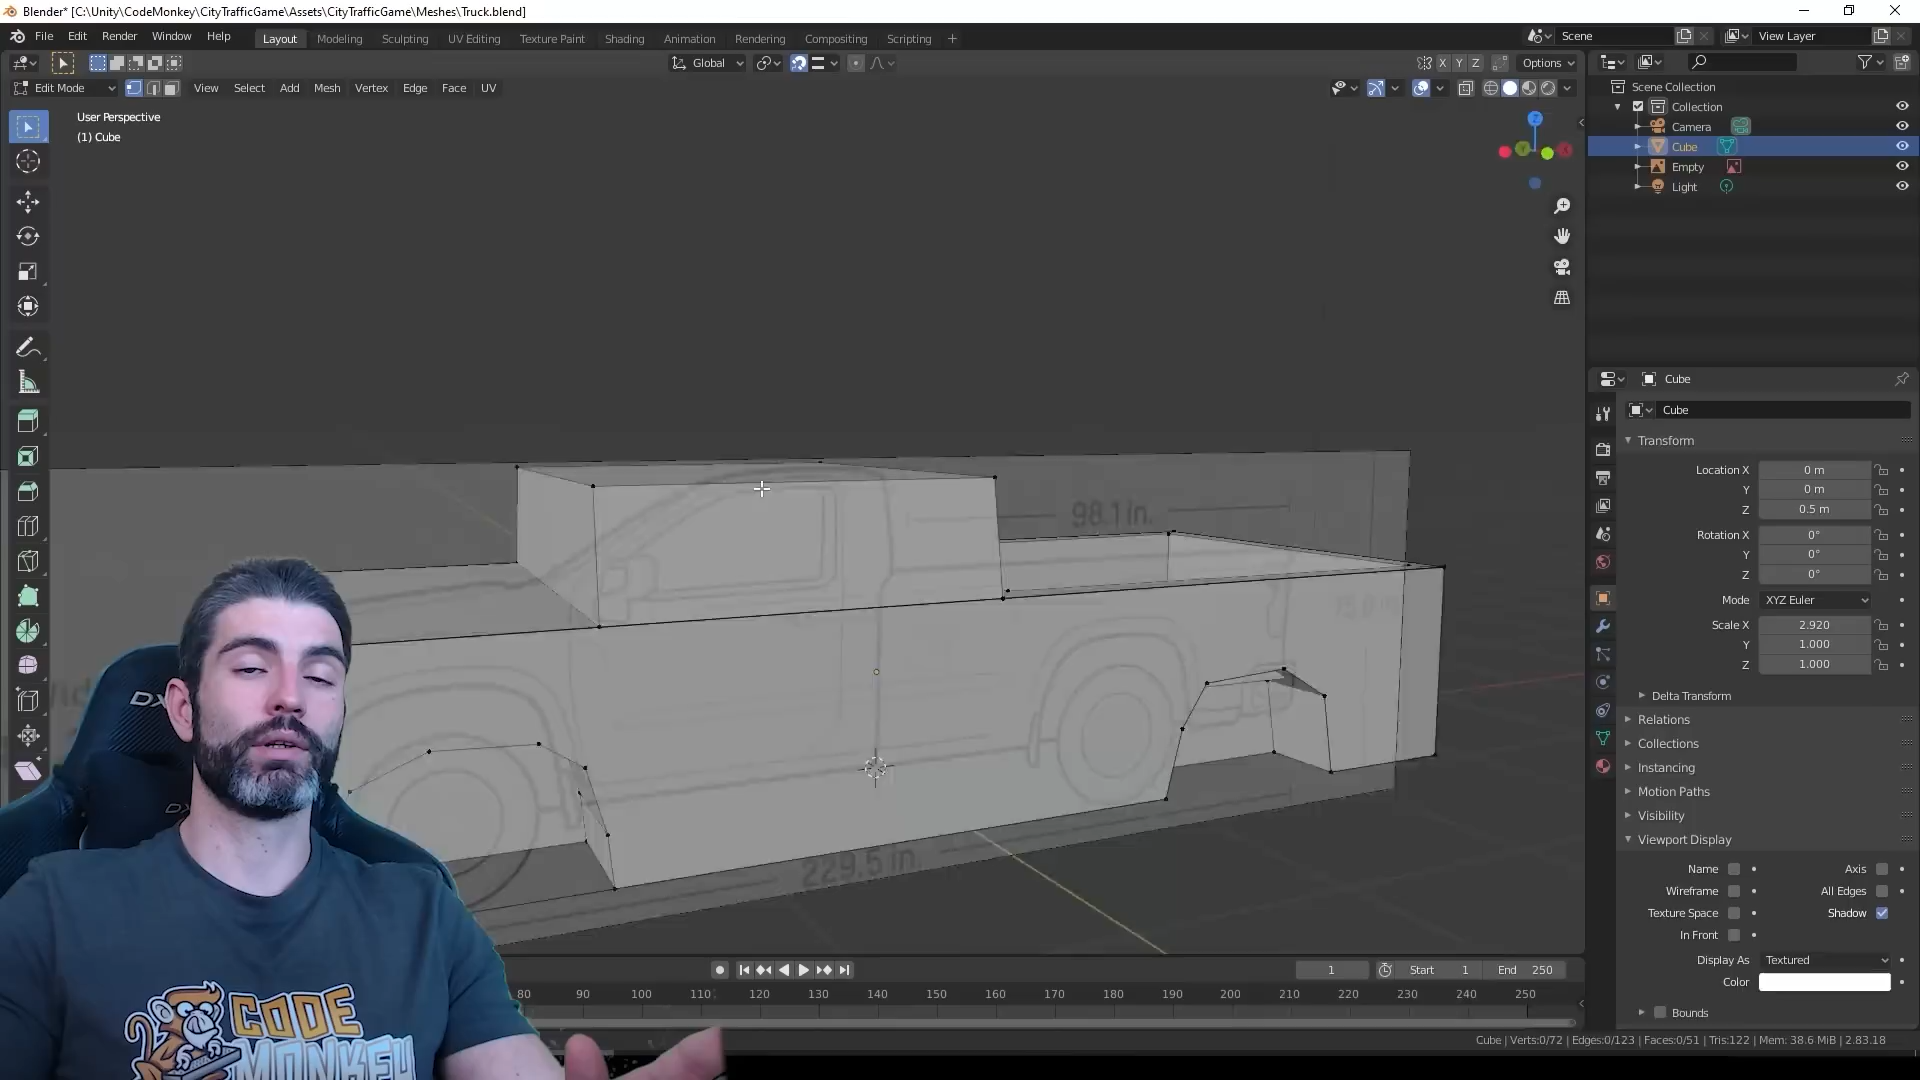 Blender* [C:\Unity\CodeMonkey\CityTrafficGame\Assets\CityTrafficGame\Meshes\Truck.blend]
File Edit Render Window Help
Layout Modeling Sculpting UV Editing Texture Paint Shading Animation Rendering Compositing Scripting +
Scene
View Layer
Global
X Y Z
Options
Edit Mode
View Select Add Mesh Vertex Edge Face UV
User Perspective
(1) Cube
Z
Y
X
Scene Collection
Collection
Camera
Cube
Empty
Light
Cube
Cube
Transform
Location X 0 m
Y 0 m
Z 0.5 m
Rotation X 0°
Y 0°
Z 0°
Mode XYZ Euler
Scale X 2.920
Y 1.000
Z 1.000
Delta Transform
Relations
Collections
Instancing
Motion Paths
Visibility
Viewport Display
Name Axis
Wireframe All Edges
Texture Space Shadow
In Front
Display As Textured
Color
Bounds
98.1 in.
229.5 in.
DX
DX
CODE
MONKEY
1 Start 1 End 250
80 90 100 110 120 130 140 150 160 170 180 190 200 210 220 230 240 250
Cube | Verts:0/72 | Edges:0/123 | Faces:0/51 | Tris:122 | Mem: 38.6 MiB | 2.83.18